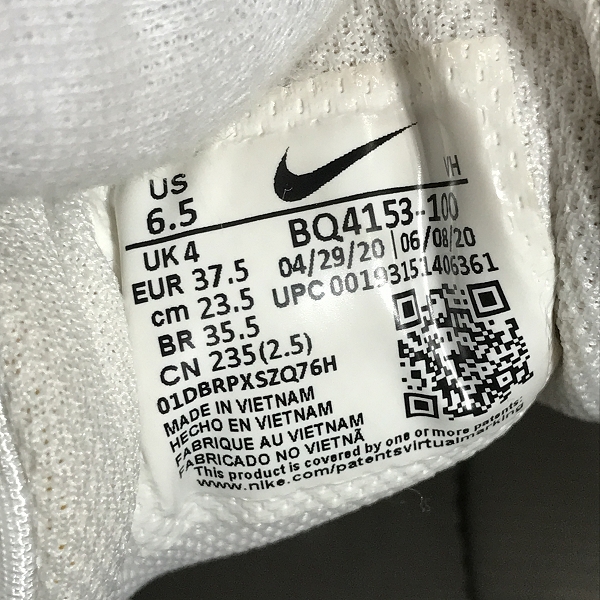 VH
US
6.5
BQ4153-100
UK 4
04/29/20 | 06/08/20
EUR 37.5
UPC 00193151406361
cm 23.5
BR 35.5
CN 235(2.5)
01DBRPXSZQ76H
MADE IN VIETNAM
HECHO EN VIETNAM
FABRIQUE AU VIETNAM
FABRICADO NO VIETNÃ
This product is covered by one or more patents:
www.nike.com/patentsvirtualmarking